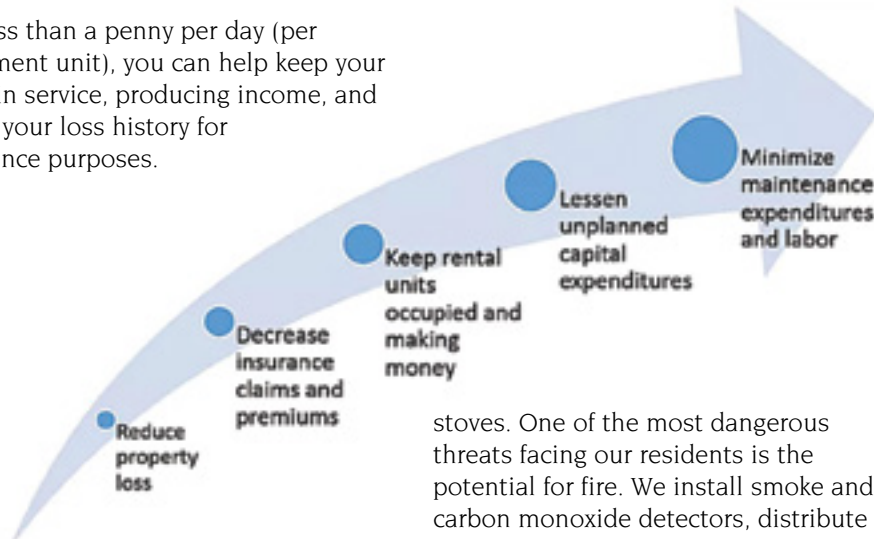 than a penny per day (per
unit), you can help keep your
in service, producing income, and
your loss history for
purposes.
Reduce
property
loss
Decrease
insurance
claims and
premiums
Keep rental
units
occupied and
making
money
Lessen
unplanned
capital
expenditures
Minimize
maintenance
expenditures
and labor
stoves. One of the most dangerous
threats facing our residents is the
potential for fire. We install smoke and
carbon monoxide detectors, distribute